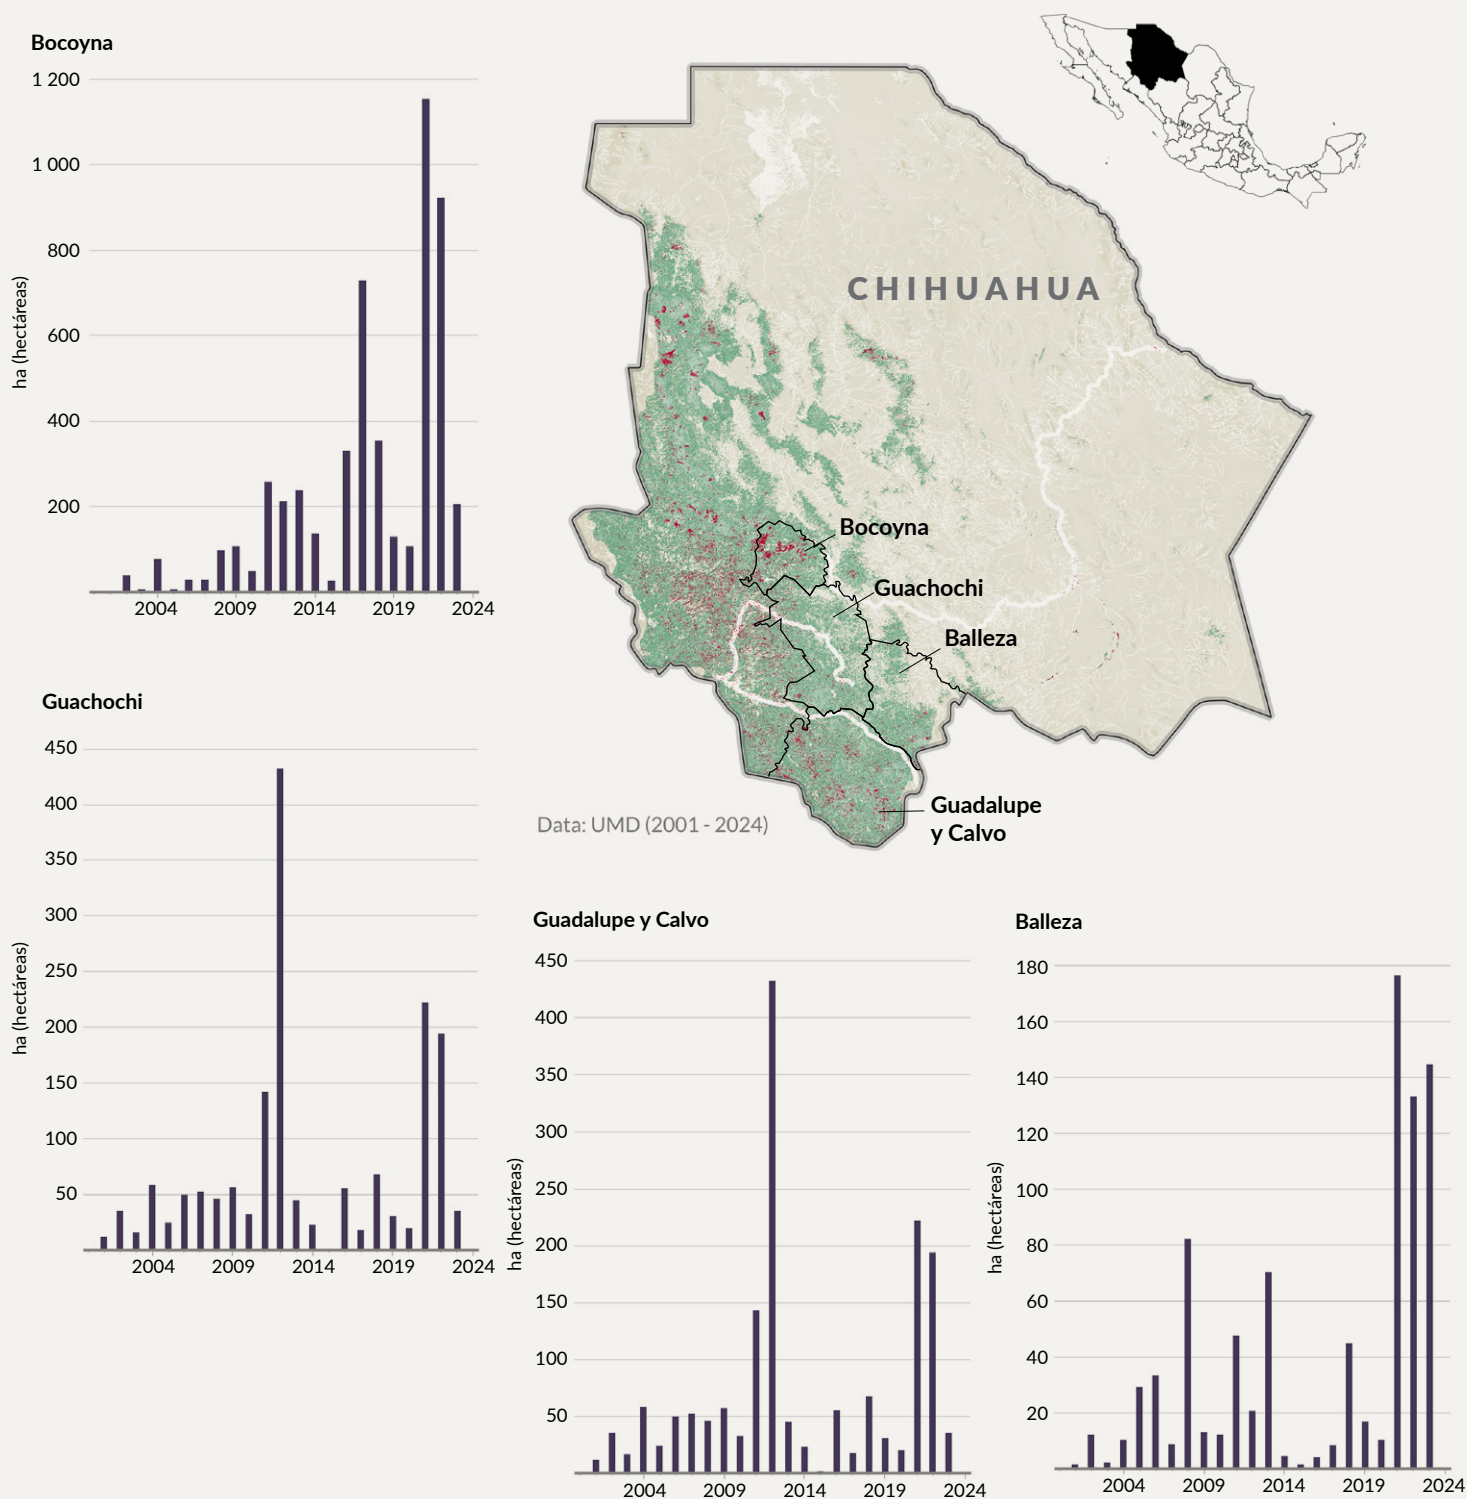 Bocoyna
1 200
1 000
800
600
400
200
ha (hectáreas)
2004 2009 2014 2019 2024
CHIHUAHUA
Bocoyna
Guachochi
Balleza
Guadalupe
y Calvo
Data: UMD (2001 - 2024)
Guachochi
450
400
350
300
250
200
150
100
50
ha (hectáreas)
2004 2009 2014 2019 2024
Guadalupe y Calvo
450
400
350
300
250
200
150
100
50
ha (hectáreas)
2004 2009 2014 2019 2024
Balleza
180
160
140
120
100
80
60
40
20
ha (hectáreas)
2004 2009 2014 2019 2024